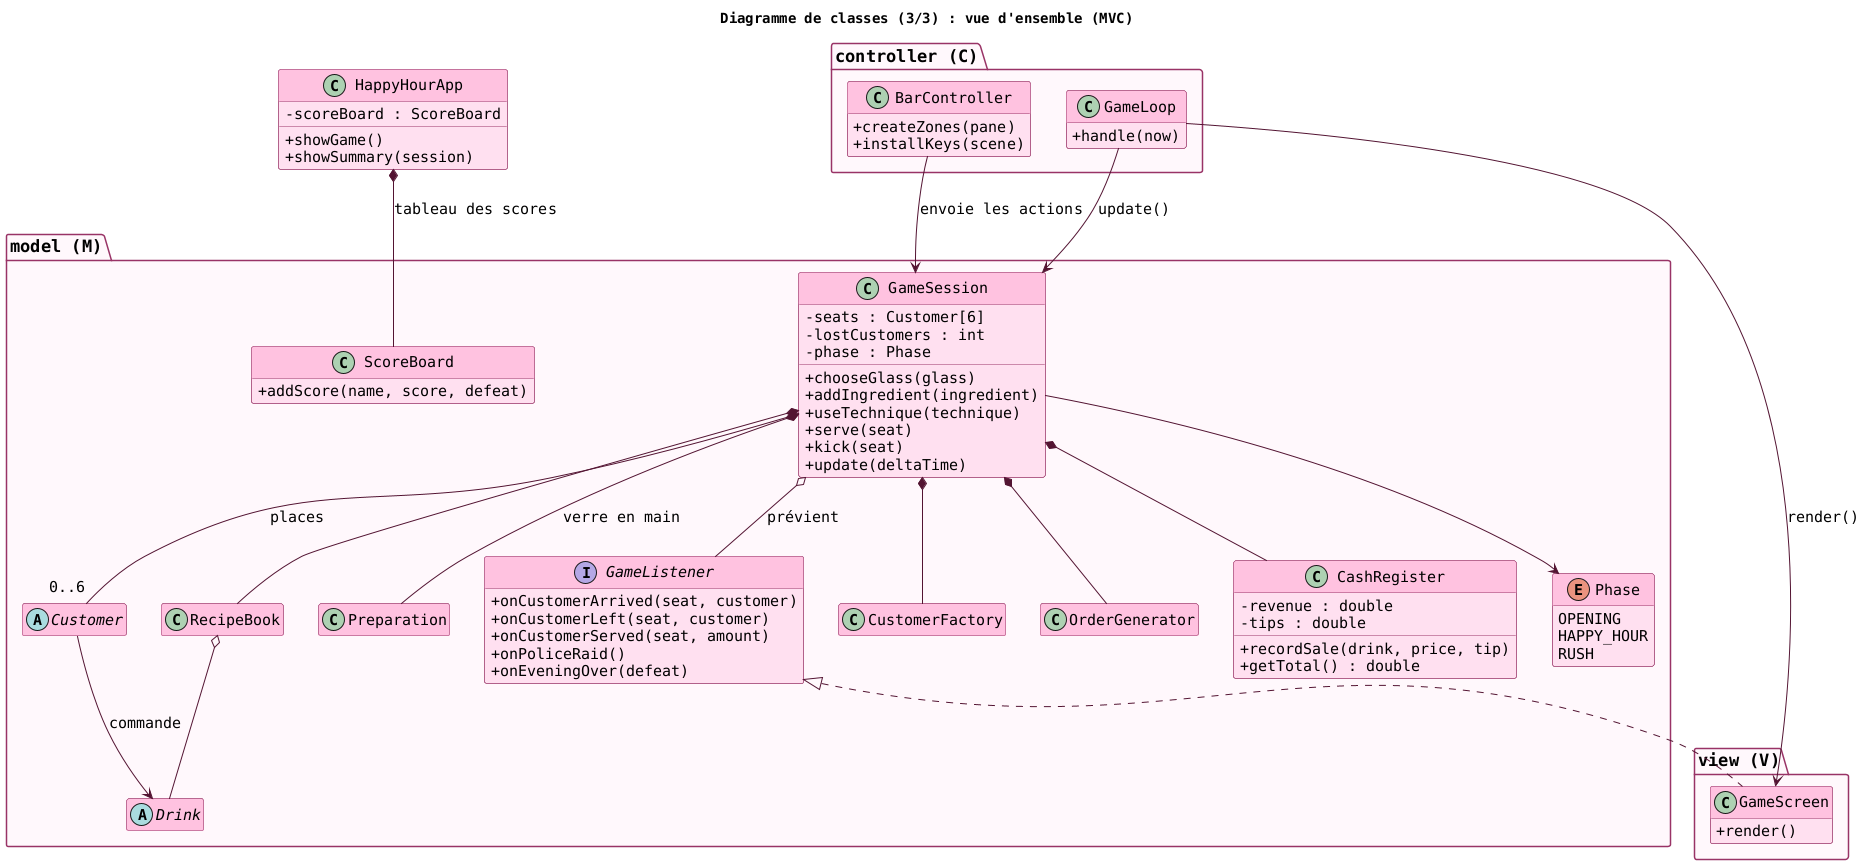 Diagramme de classes (3/3) : vue d'ensemble (MVC)
controller (C)
C HappyHourApp
-scoreBoard : ScoreBoard
+showGame()
+showSummary(session)
C BarController
+createZones(pane)
+installKeys(scene)
C GameLoop
+handle(now)
tableau des scores
envoie les actions
update()
model (M)
C GameSession
-seats : Customer[6]
-lostCustomers : int
-phase : Phase
+chooseGlass(glass)
+addIngredient(ingredient)
+useTechnique(technique)
+serve(seat)
+kick(seat)
+update(deltaTime)
C ScoreBoard
+addScore(name, score, defeat)
places
verre en main
prévient
render()
0..6
A Customer
C RecipeBook
C Preparation
I GameListener
+onCustomerArrived(seat, customer)
+onCustomerLeft(seat, customer)
+onCustomerServed(seat, amount)
+onPoliceRaid()
+onEveningOver(defeat)
C CustomerFactory
C OrderGenerator
C CashRegister
-revenue : double
-tips : double
+recordSale(drink, price, tip)
+getTotal() : double
E Phase
OPENING
HAPPY_HOUR
RUSH
commande
A Drink
view (V)
C GameScreen
+render()